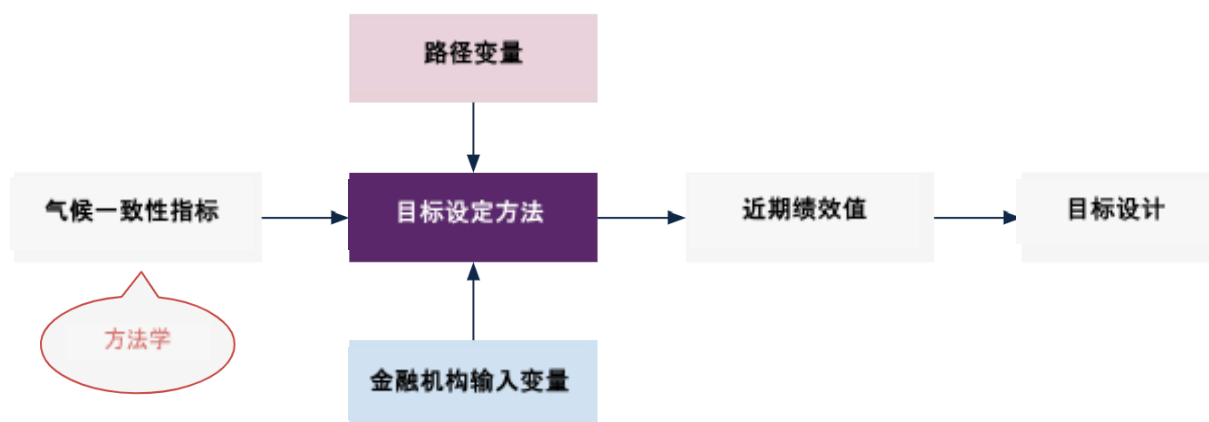 路径变量
气候一致性指标
目标设定方法
近期绩效值
目标设计
方法学
金融机构输入变量